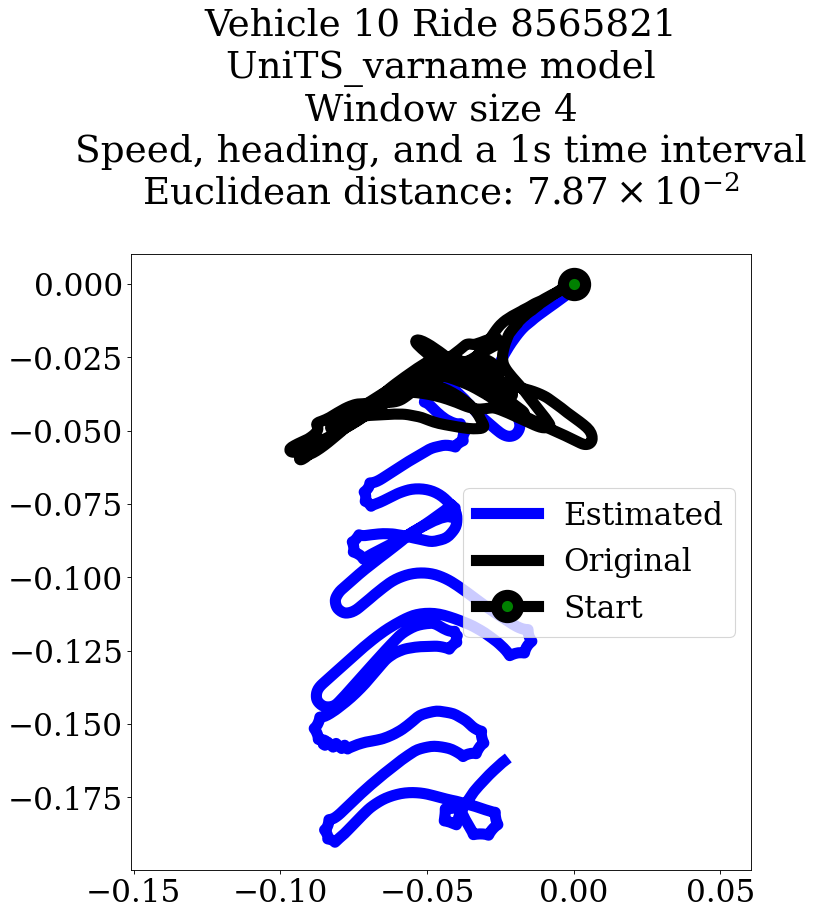 Vehicle 10 Ride 8565821
UniTS_varname model
Window size 4
Speed, heading, and a 1s time interval
Euclidean distance: 7.87 × 10⁻²
0.000
−0.025
−0.050
−0.075
−0.100
−0.125
−0.150
−0.175
Estimated
Original
Start
−0.15 −0.10 −0.05 0.00 0.05